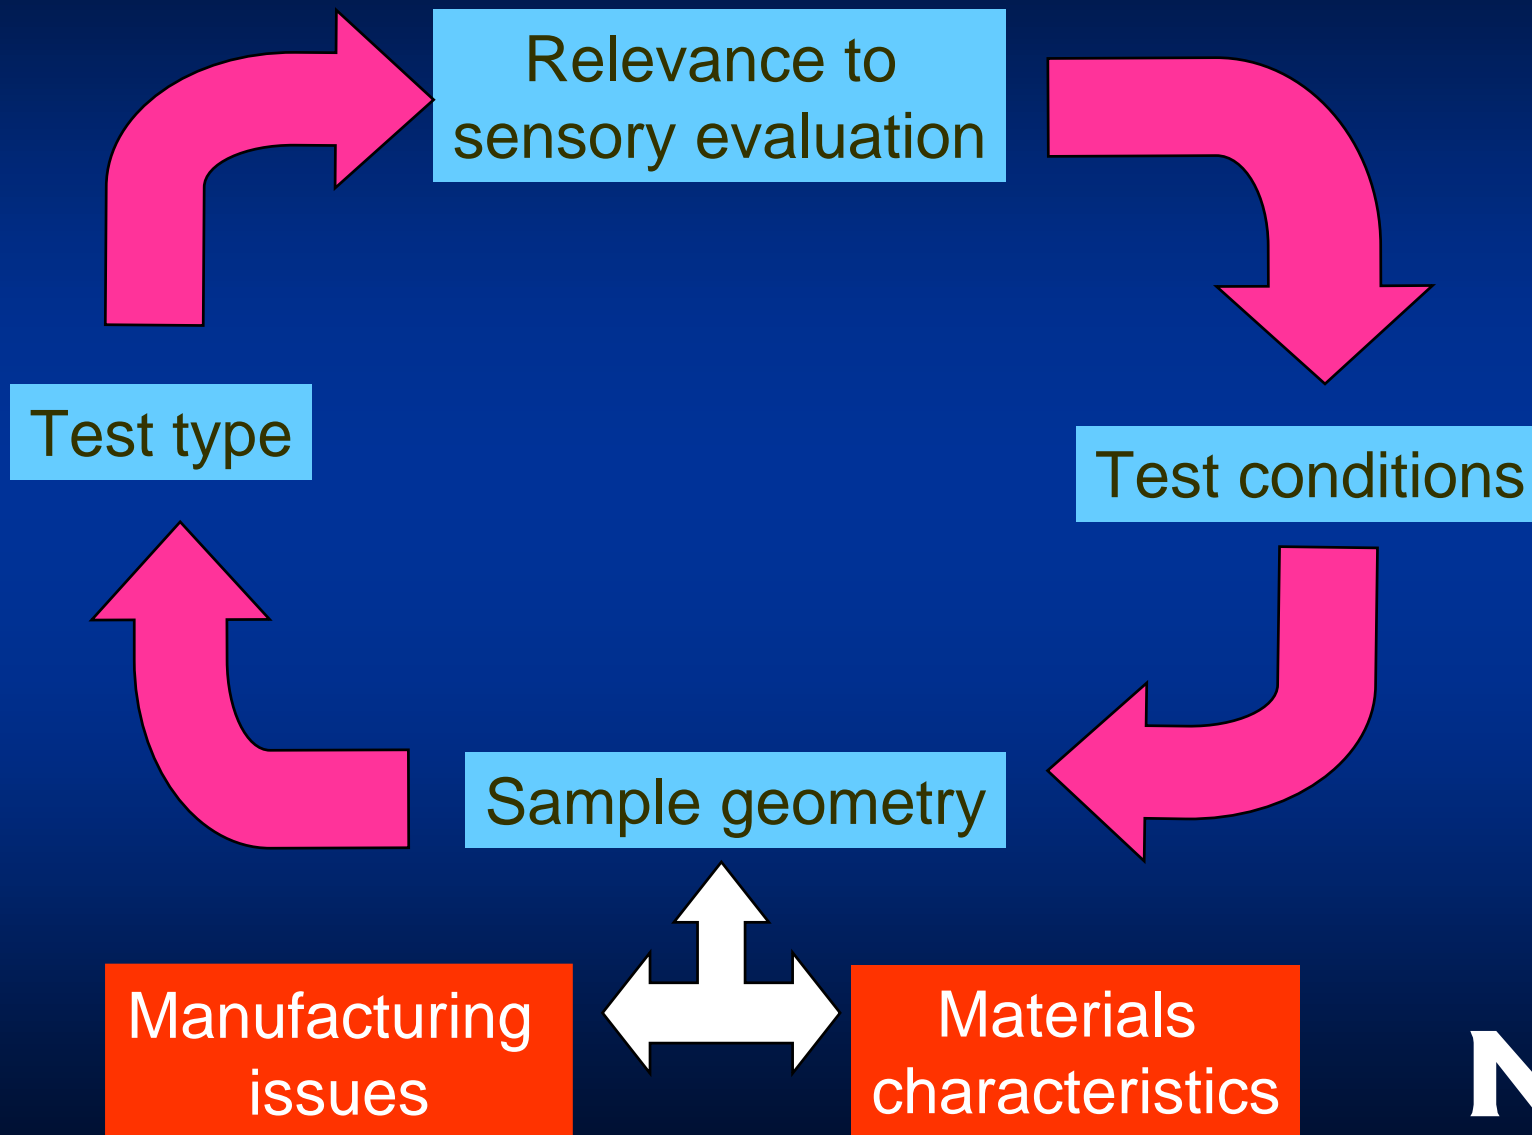 Relevance to
sensory evaluation
Test type
Test conditions
Sample geometry
Manufacturing
issues
Materials
characteristics
N